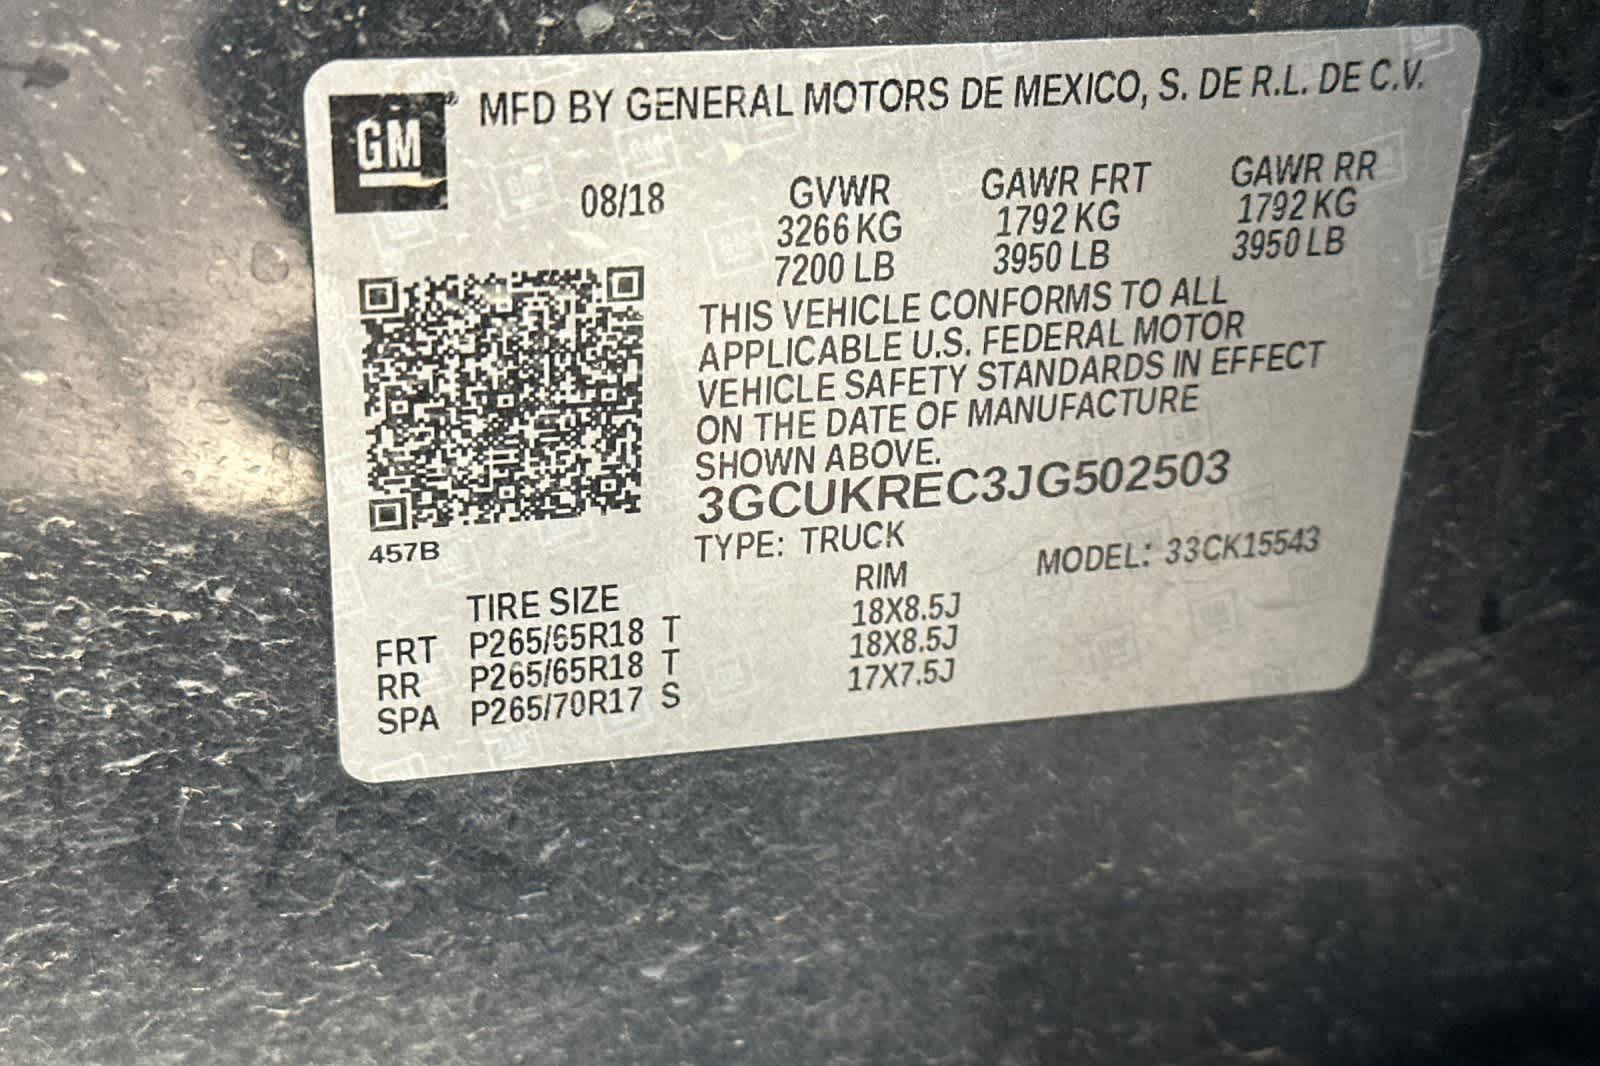 GM
MFD BY GENERAL MOTORS DE MEXICO, S. DE R.L. DE C.V.
08/18 GVWR GAWR FRT GAWR RR
3266 KG 1792 KG 1792 KG
7200 LB 3950 LB 3950 LB
THIS VEHICLE CONFORMS TO ALL
APPLICABLE U.S. FEDERAL MOTOR
VEHICLE SAFETY STANDARDS IN EFFECT
ON THE DATE OF MANUFACTURE
SHOWN ABOVE.
3GCUKREC3JG502503
457B
TYPE: TRUCK MODEL: 33CK15543
TIRE SIZE RIM
FRT P265/65R18 T 18X8.5J
RR P265/65R18 T 18X8.5J
SPA P265/70R17 S 17X7.5J